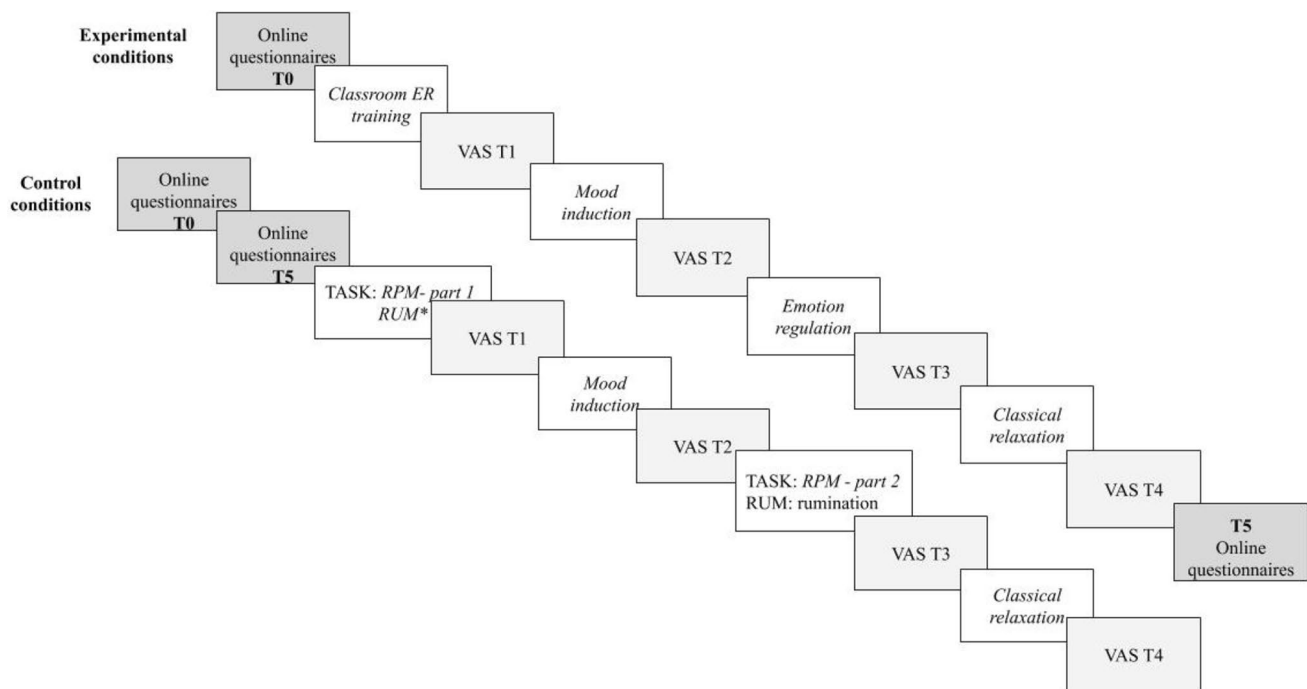 Experimental
conditions
Online
questionnaires
T0
Classroom ER
training
VAS T1
Mood
induction
VAS T2
Emotion
regulation
VAS T3
Classical
relaxation
VAS T4
T5
Online
questionnaires
Control
conditions
Online
questionnaires
T0
Online
questionnaires
T5
TASK: RPM- part 1
RUM*
VAS T1
Mood
induction
VAS T2
TASK: RPM - part 2
RUM: rumination
VAS T3
Classical
relaxation
VAS T4